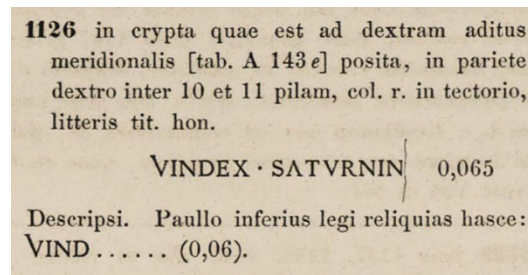 1126 in crypta quae est ad dextram aditus
meridionalis [tab. A 143 e] posita, in pariete
dextro inter 10 et 11 pilam, col. r. in tectorio,
litteris tit. hon.
VINDEX · SATVRNIN 0,065
Descripsi. Paullo inferius legi reliquias hasce:
VIND ...... (0,06).